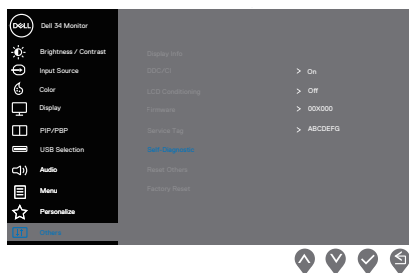 DELL
Dell 34 Monitor
Brightness / Contrast
Input Source
Color
Display
PIP/PBP
USB Selection
Audio
Menu
Personalize
Others
Display Info
DDC/CI > On
LCD Conditioning > Off
Firmware > 00X000
Service Tag > ABCDEFG
Self-Diagnostic
Reset Others
Factory Reset